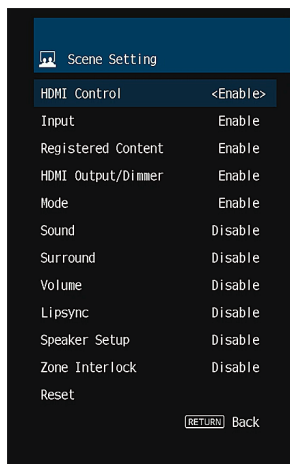 Scene Setting
HDMI Control <Enable>
Input Enable
Registered Content Enable
HDMI Output/Dimmer Enable
Mode Enable
Sound Disable
Surround Disable
Volume Disable
Lipsync Disable
Speaker Setup Disable
Zone Interlock Disable
Reset
RETURN Back